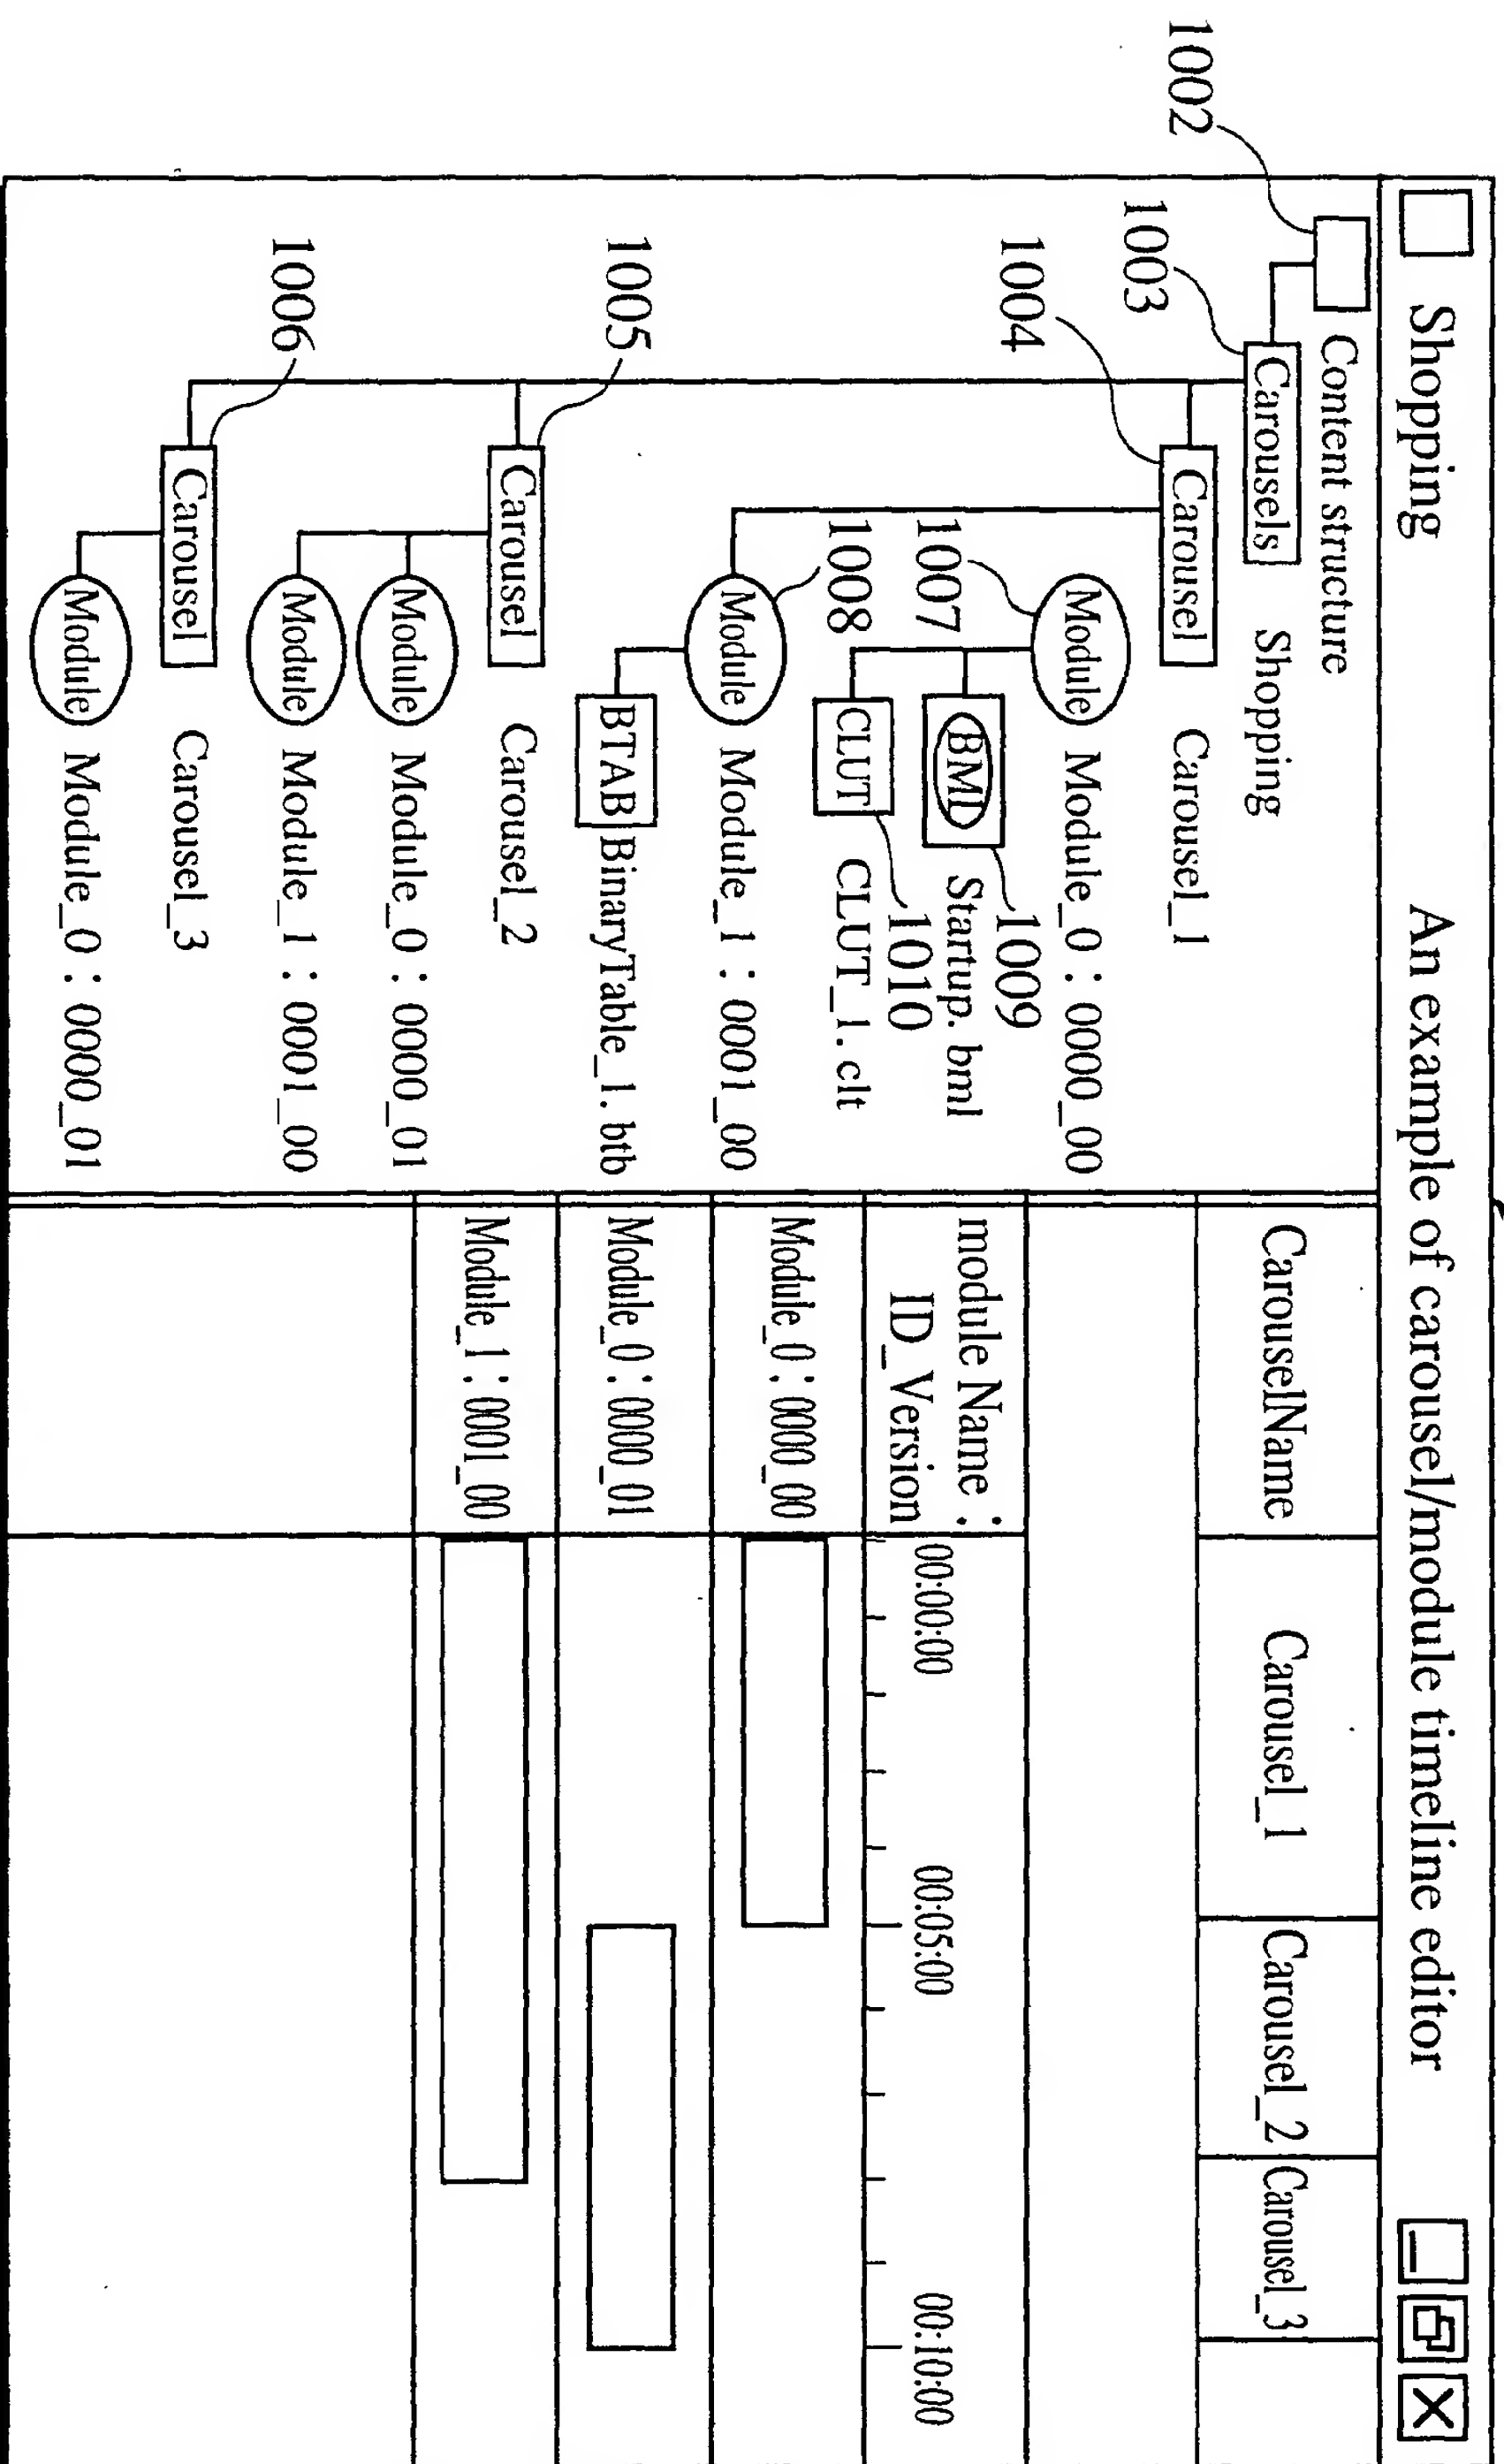 Shopping An example of carousel/module timeline editor
1002
Content structure
1003
Carousels Shopping
1004
Carousel Carousel_1
Module Module_0 : 0000_00
1007
1009
BML Startup. bml
1010
CLUT CLUT_1. clt
1008
Module Module_1 : 0001_00
BTAB BinaryTable_1. btb
1005
Carousel Carousel_2
Module Module_0 : 0000_01
Module Module_1 : 0001_00
1006
Carousel Carousel_3
Module Module_0 : 0000_01
CarouselName Carousel_1 Carousel_2 Carousel_3
module Name :
ID_Version
00:00:00 00:05:00 00:10:00
Module_0 : 0000_00
Module_0 : 0000_01
Module_1 : 0001_00